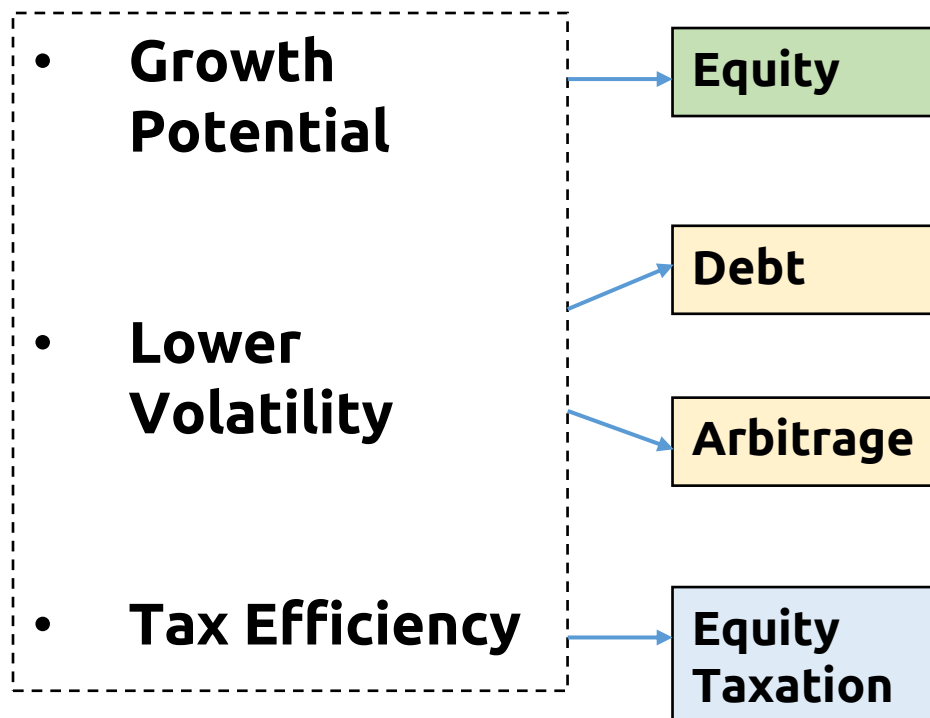 • Growth
Potential
Equity
Debt
• Lower
Volatility
Arbitrage
• Tax Efficiency
Equity
Taxation